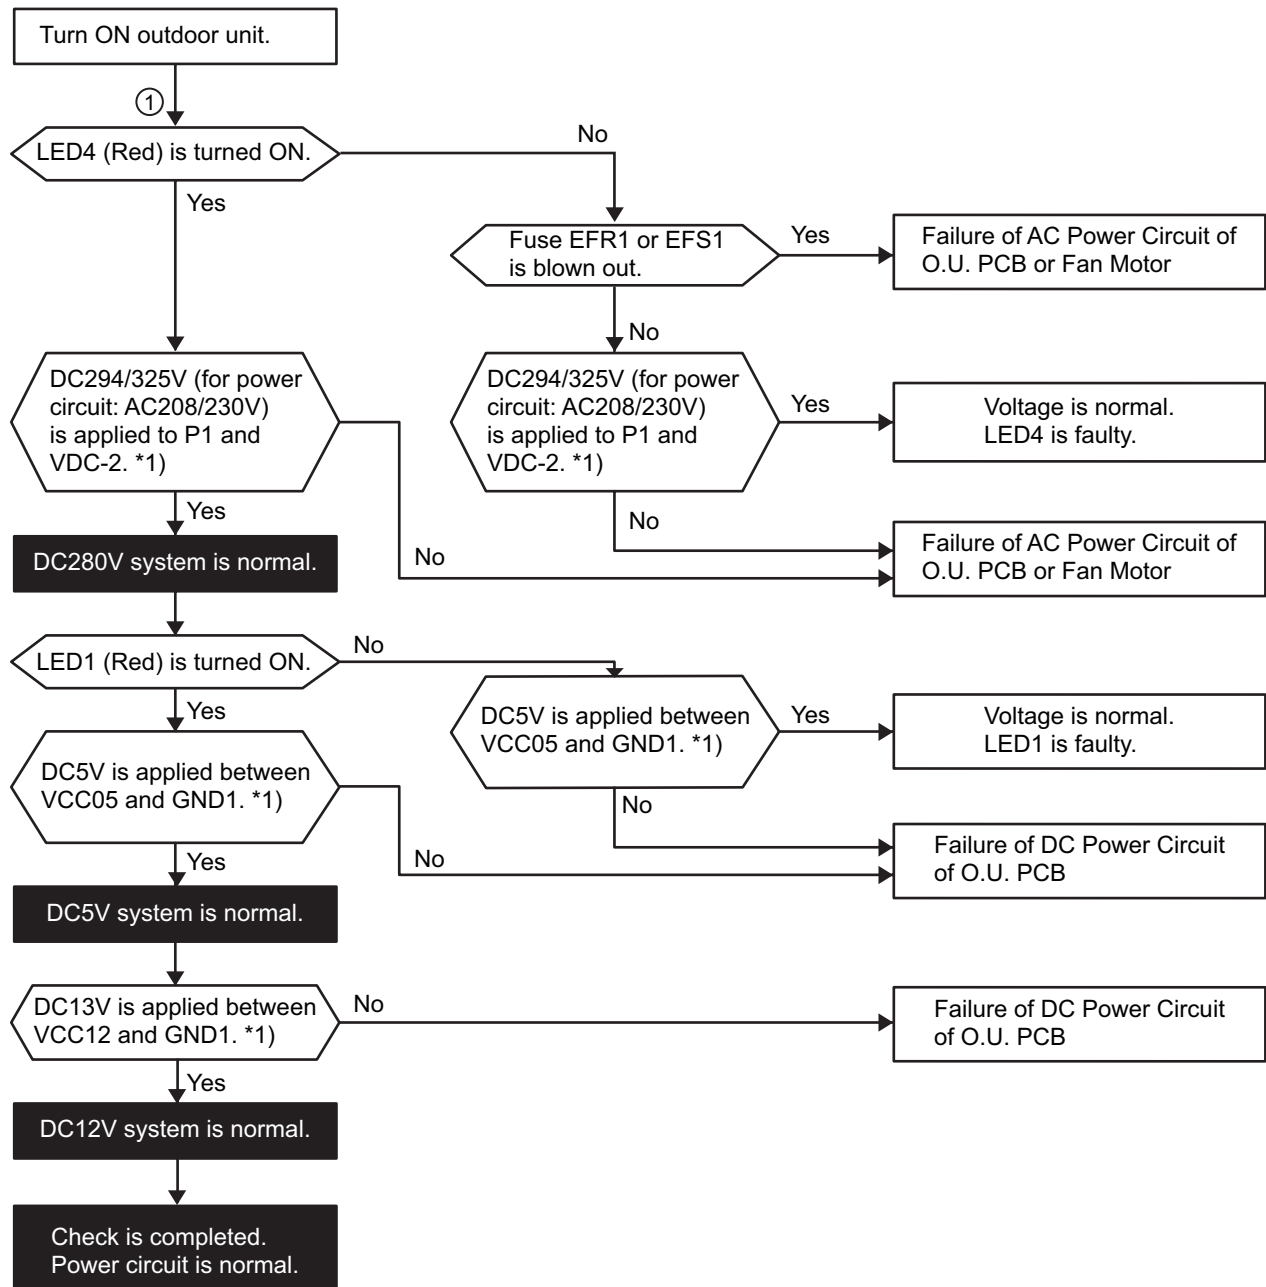 Turn ON outdoor unit.
①
LED4 (Red) is turned ON.
No
Yes
Fuse EFR1 or EFS1
is blown out.
Yes
Failure of AC Power Circuit of
O.U. PCB or Fan Motor
No
DC294/325V (for power
circuit: AC208/230V)
is applied to P1 and
VDC-2. *1)
DC294/325V (for power
circuit: AC208/230V)
is applied to P1 and
VDC-2. *1)
Yes
Voltage is normal.
LED4 is faulty.
Yes
No
DC280V system is normal.
No
Failure of AC Power Circuit of
O.U. PCB or Fan Motor
LED1 (Red) is turned ON.
No
Yes
DC5V is applied between
VCC05 and GND1. *1)
Yes
Voltage is normal.
LED1 is faulty.
DC5V is applied between
VCC05 and GND1. *1)
No
Yes
No
Failure of DC Power Circuit
of O.U. PCB
DC5V system is normal.
DC13V is applied between
VCC12 and GND1. *1)
No
Failure of DC Power Circuit
of O.U. PCB
Yes
DC12V system is normal.
Check is completed.
Power circuit is normal.